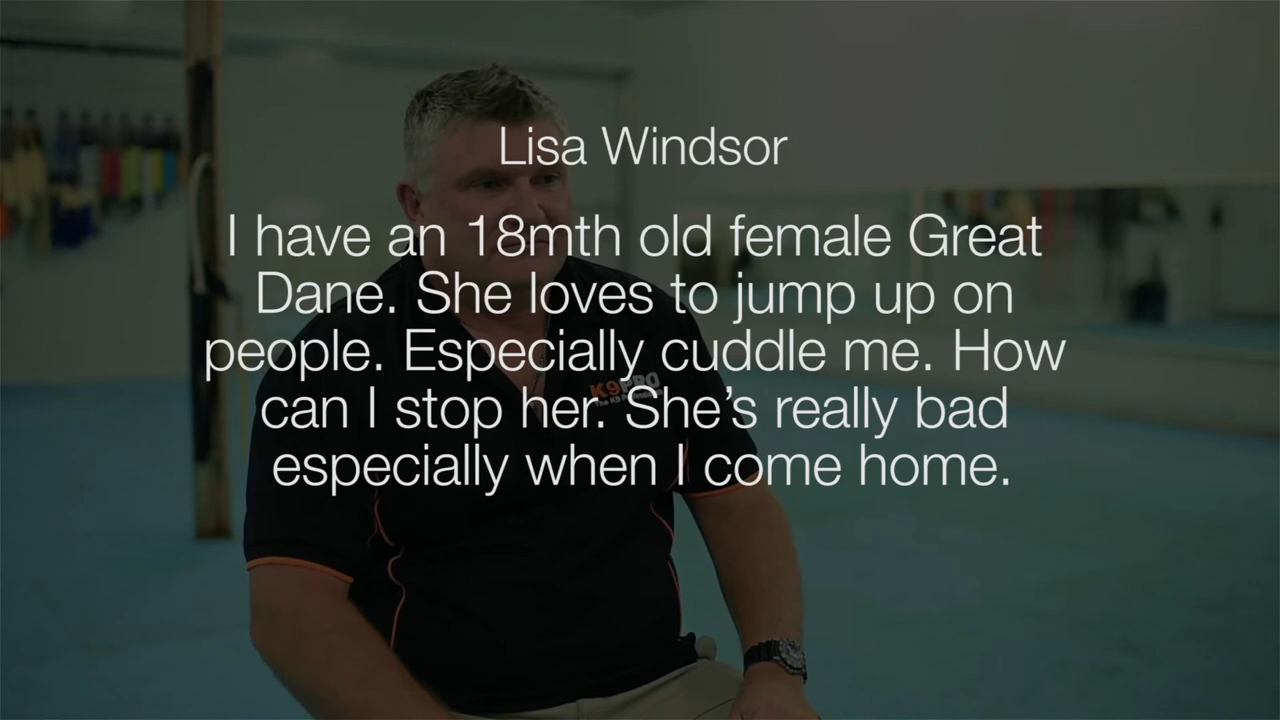 Lisa Windsor
I have an 18mth old female Great
Dane. She loves to jump up on
people. Especially cuddle me. How
can I stop her. She's really bad
especially when I come home.
K9PRO